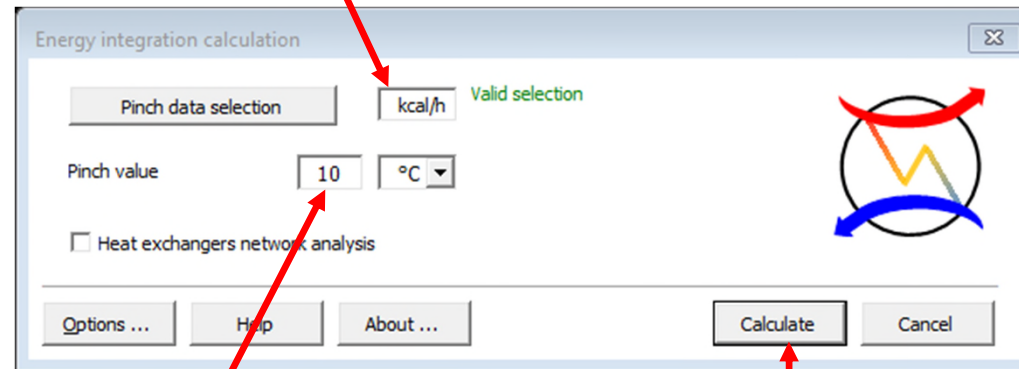 Energy integration calculation
Pinch data selection kcal/h Valid selection
Pinch value 10 °C
Heat exchangers network analysis
Options ... Help About ... Calculate Cancel